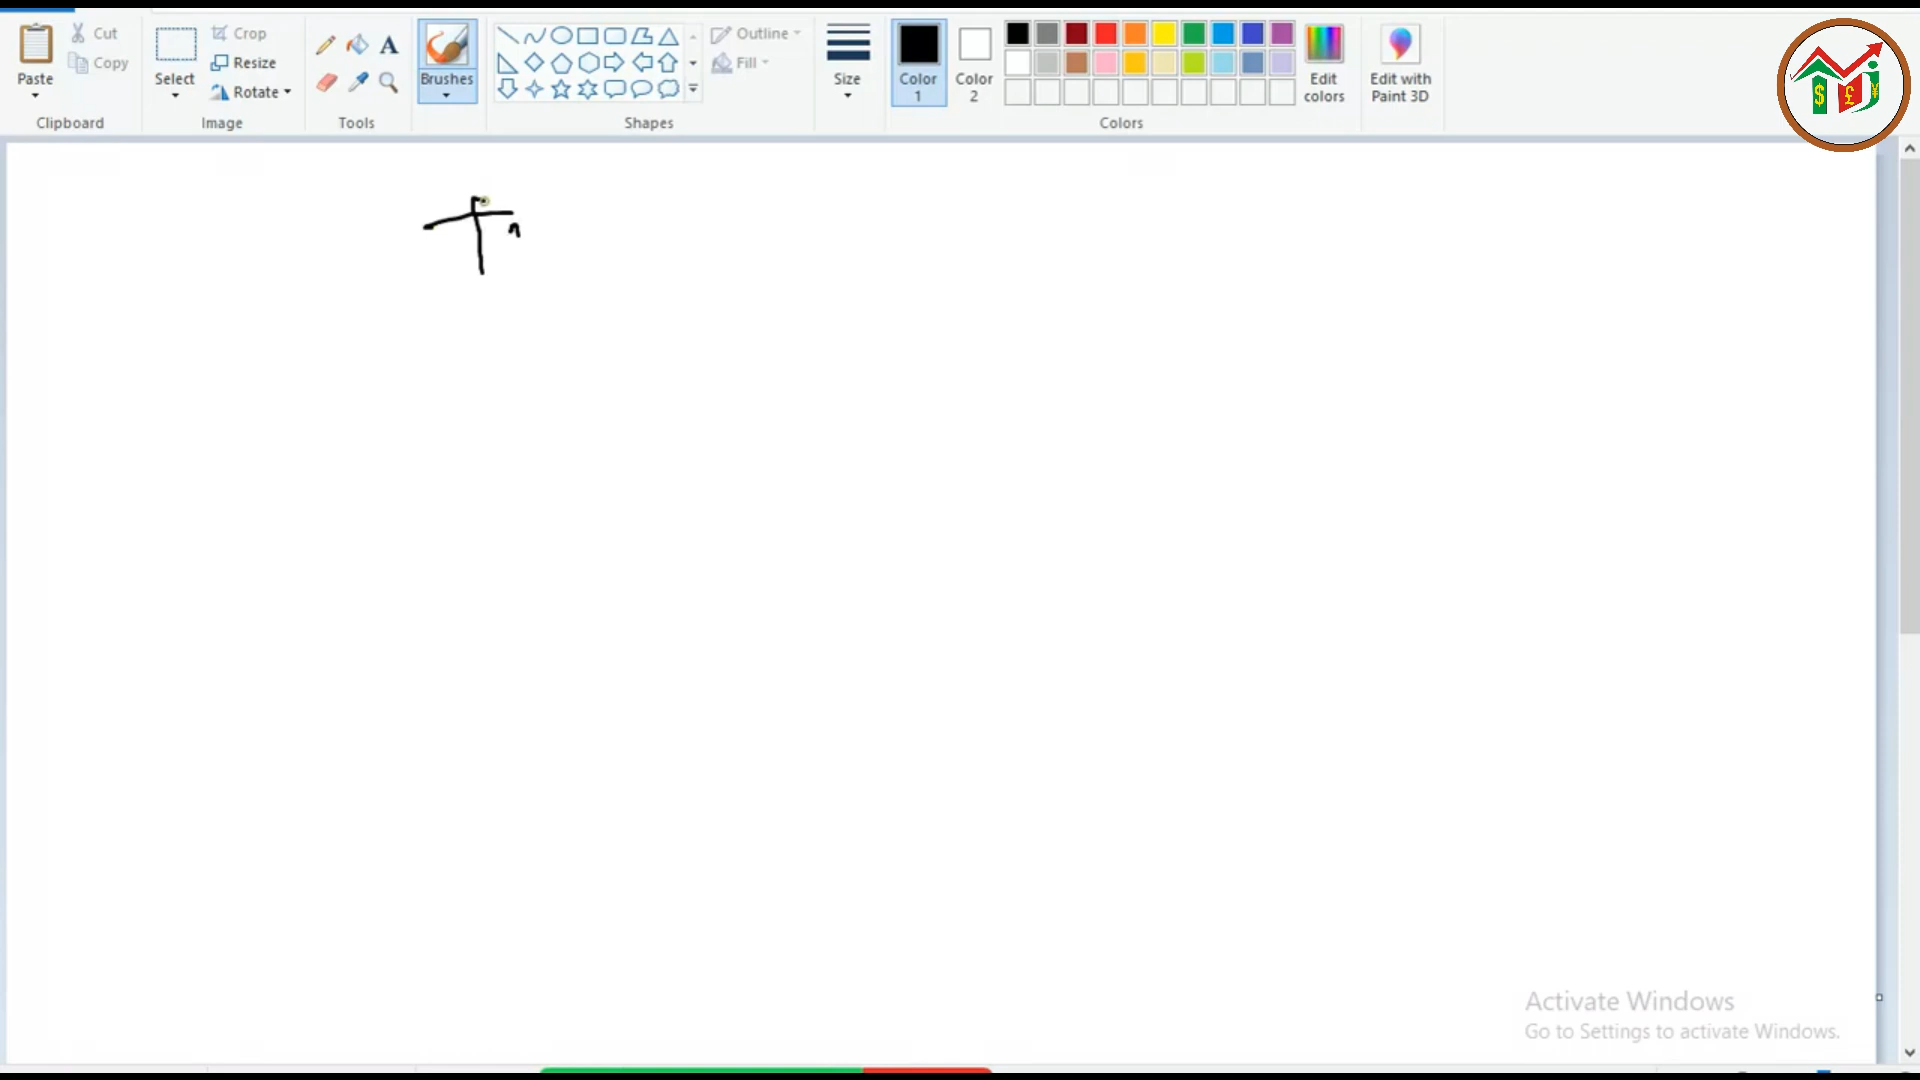 Paste
Cut
Copy
Clipboard
Select
Crop
Resize
Rotate
Image
Tools
Brushes
Shapes
Outline
Fill
Size
Color
1
Color
2
Colors
Edit
colors
Edit with
Paint 3D
$ £ ¥
Activate Windows
Go to Settings to activate Windows.